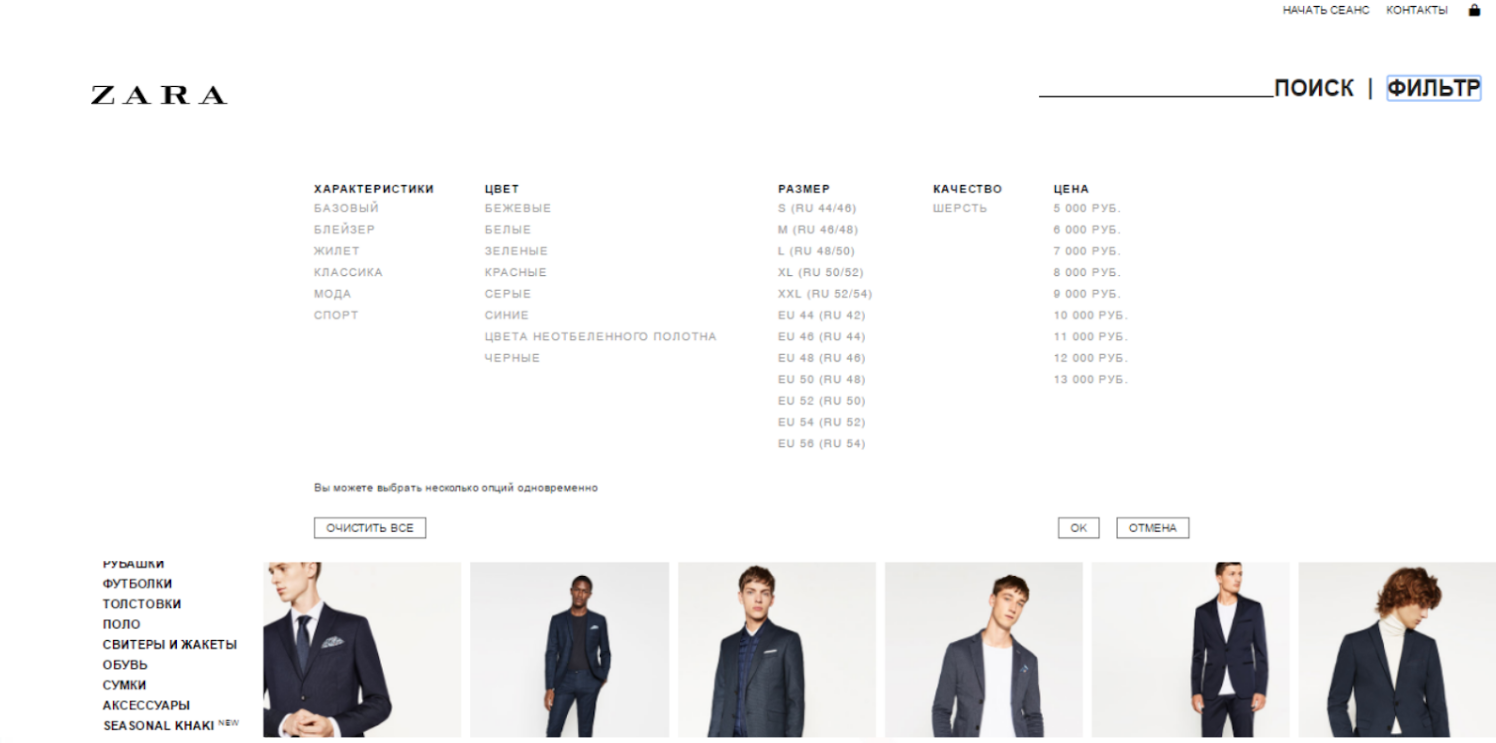 НАЧАТЬ СЕАНС КОНТАКТЫ
ZARA
ПОИСК | ФИЛЬТР
ХАРАКТЕРИСТИКИ
БАЗОВЫЙ
БЛЕЙЗЕР
ЖИЛЕТ
КЛАССИКА
МОДА
СПОРТ
ЦВЕТ
БЕЖЕВЫЕ
БЕЛЫЕ
ЗЕЛЕНЫЕ
КРАСНЫЕ
СЕРЫЕ
СИНИЕ
ЦВЕТА НЕОТБЕЛЕННОГО ПОЛОТНА
ЧЕРНЫЕ
РАЗМЕР
S (RU 44/46)
M (RU 46/48)
L (RU 48/50)
XL (RU 50/52)
XXL (RU 52/54)
EU 44 (RU 42)
EU 46 (RU 44)
EU 48 (RU 46)
EU 50 (RU 48)
EU 52 (RU 50)
EU 54 (RU 52)
EU 56 (RU 54)
КАЧЕСТВО
ШЕРСТЬ
ЦЕНА
5 000 РУБ.
6 000 РУБ.
7 000 РУБ.
8 000 РУБ.
9 000 РУБ.
10 000 РУБ.
11 000 РУБ.
12 000 РУБ.
13 000 РУБ.
Вы можете выбрать несколько опций одновременно
ОЧИСТИТЬ ВСЕ
OK
ОТМЕНА
РУБАШКИ
ФУТБОЛКИ
ТОЛСТОВКИ
ПОЛО
СВИТЕРЫ И ЖАКЕТЫ
ОБУВЬ
СУМКИ
АКСЕССУАРЫ
SEASONAL KHAKI NEW